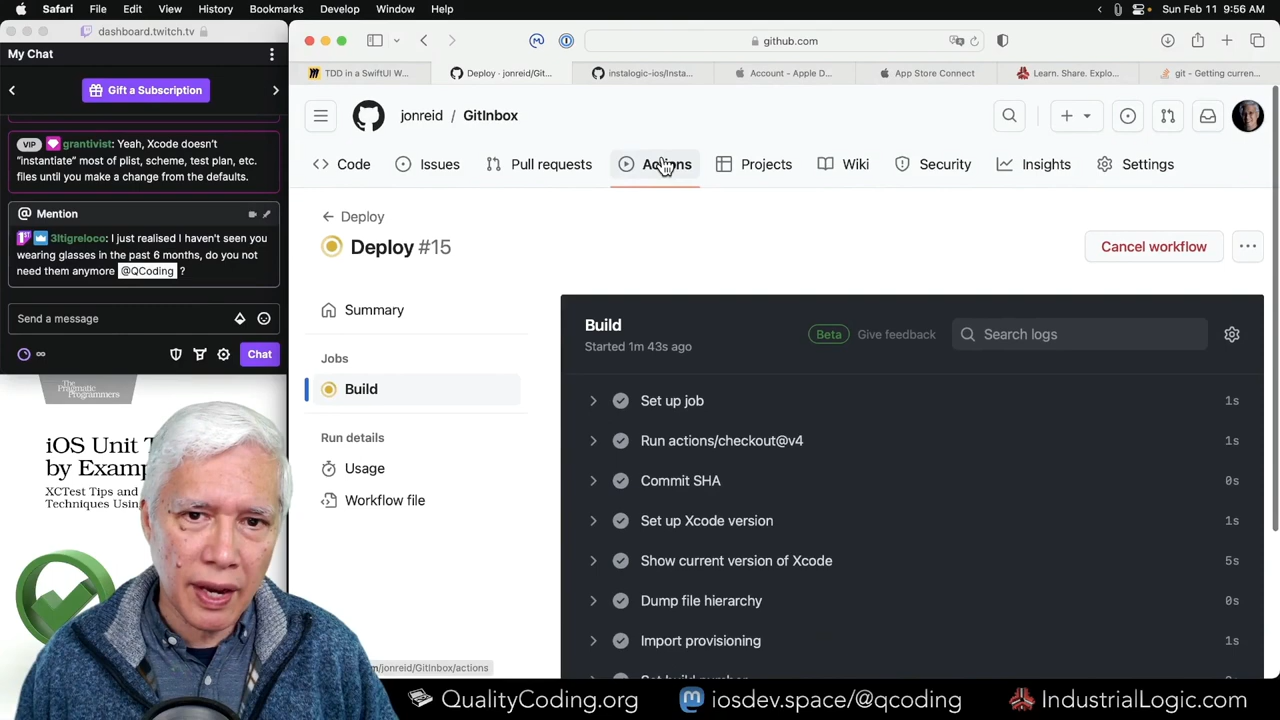 Safari File Edit View History Bookmarks Develop Window Help
Sun Feb 11 9:56 AM
dashboard.twitch.tv
My Chat
Gift a Subscription
VIP grantivist: Yeah, Xcode doesn't
"instantiate" most of plist, scheme, test plan, etc.
files until you make a change from the defaults.
@ Mention
3ltigreloco: I just realised I haven't seen you
wearing glasses in the past 6 months, do you not
need them anymore @QCoding ?
Send a message
Chat
The
Pragmatic
Programmers
iOS Unit T
by Examp
XCTest Tips and
Techniques Using
github.com
TDD in a SwiftUI W...
Deploy · jonreid/Git...
instalogic-ios/Insta...
Account - Apple D...
App Store Connect
Learn. Share. Explo...
git - Getting curren...
jonreid / GitInbox
Code
Issues
Pull requests
Actions
Projects
Wiki
Security
Insights
Settings
Deploy
Deploy #15
Cancel workflow
Summary
Jobs
Build
Run details
Usage
Workflow file
Build
Started 1m 43s ago
Beta Give feedback
Search logs
Set up job 1s
Run actions/checkout@v4 1s
Commit SHA 0s
Set up Xcode version 1s
Show current version of Xcode 5s
Dump file hierarchy 0s
Import provisioning 1s
m/jonreid/GitInbox/actions
QualityCoding.org
iosdev.space/@qcoding
IndustrialLogic.com